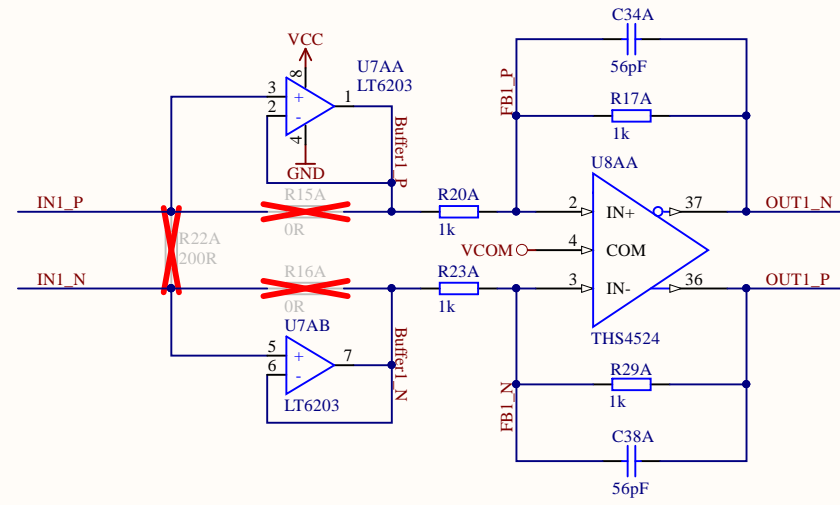 C34A
56pF
VCC
8
U7AA
LT6203
3
+
1
2
-
4
GND
Buffer1_P
FB1_P
R17A
1k
U8AA
IN1_P
R15A
0R
R20A
1k
2
IN+
37
OUT1_N
R22A
200R
VCOM
4
COM
IN1_N
R16A
0R
R23A
1k
3
IN-
36
OUT1_P
U7AB
THS4524
5
+
7
6
-
LT6203
Buffer1_N
FB1_N
R29A
1k
C38A
56pF